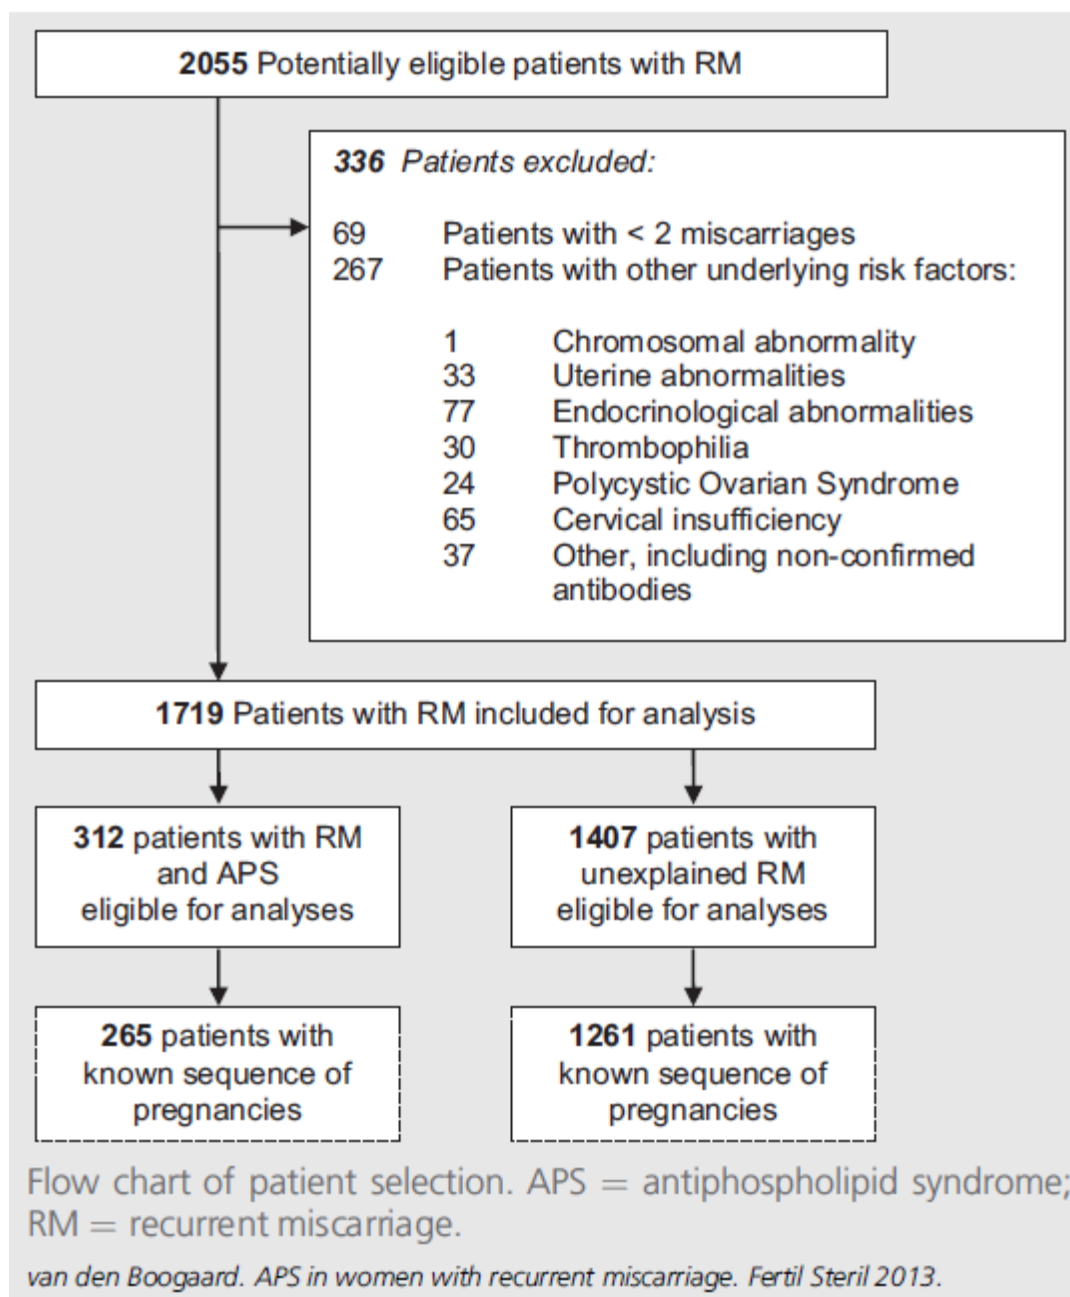 2055 Potentially eligible patients with RM
336 Patients excluded:
69 Patients with < 2 miscarriages
267 Patients with other underlying risk factors:
1 Chromosomal abnormality
33 Uterine abnormalities
77 Endocrinological abnormalities
30 Thrombophilia
24 Polycystic Ovarian Syndrome
65 Cervical insufficiency
37 Other, including non-confirmed
antibodies
1719 Patients with RM included for analysis
312 patients with RM
and APS
eligible for analyses
1407 patients with
unexplained RM
eligible for analyses
265 patients with
known sequence of
pregnancies
1261 patients with
known sequence of
pregnancies
Flow chart of patient selection. APS = antiphospholipid syndrome;
RM = recurrent miscarriage.
van den Boogaard. APS in women with recurrent miscarriage. Fertil Steril 2013.